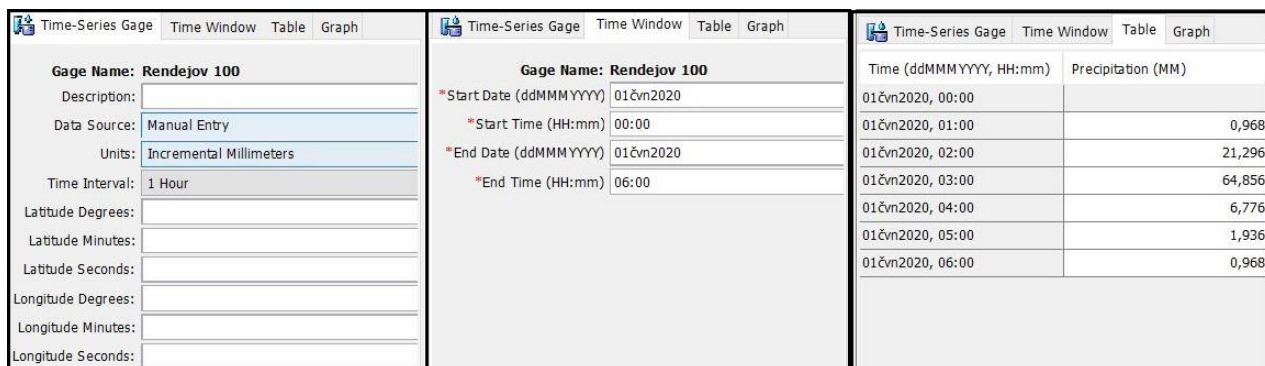 Time-Series Gage Time Window Table Graph
Gage Name: Rendejov 100
Description:
Data Source: Manual Entry
Units: Incremental Millimeters
Time Interval: 1 Hour
Latitude Degrees:
Latitude Minutes:
Latitude Seconds:
Longitude Degrees:
Longitude Minutes:
Longitude Seconds:
Time-Series Gage Time Window Table Graph
Gage Name: Rendejov 100
*Start Date (ddMMMYYYY) 01čvn2020
*Start Time (HH:mm) 00:00
*End Date (ddMMMYYYY) 01čvn2020
*End Time (HH:mm) 06:00
Time-Series Gage Time Window Table Graph
Time (ddMMMYYYY, HH:mm) Precipitation (MM)
01čvn2020, 00:00
01čvn2020, 01:00 0,968
01čvn2020, 02:00 21,296
01čvn2020, 03:00 64,856
01čvn2020, 04:00 6,776
01čvn2020, 05:00 1,936
01čvn2020, 06:00 0,968